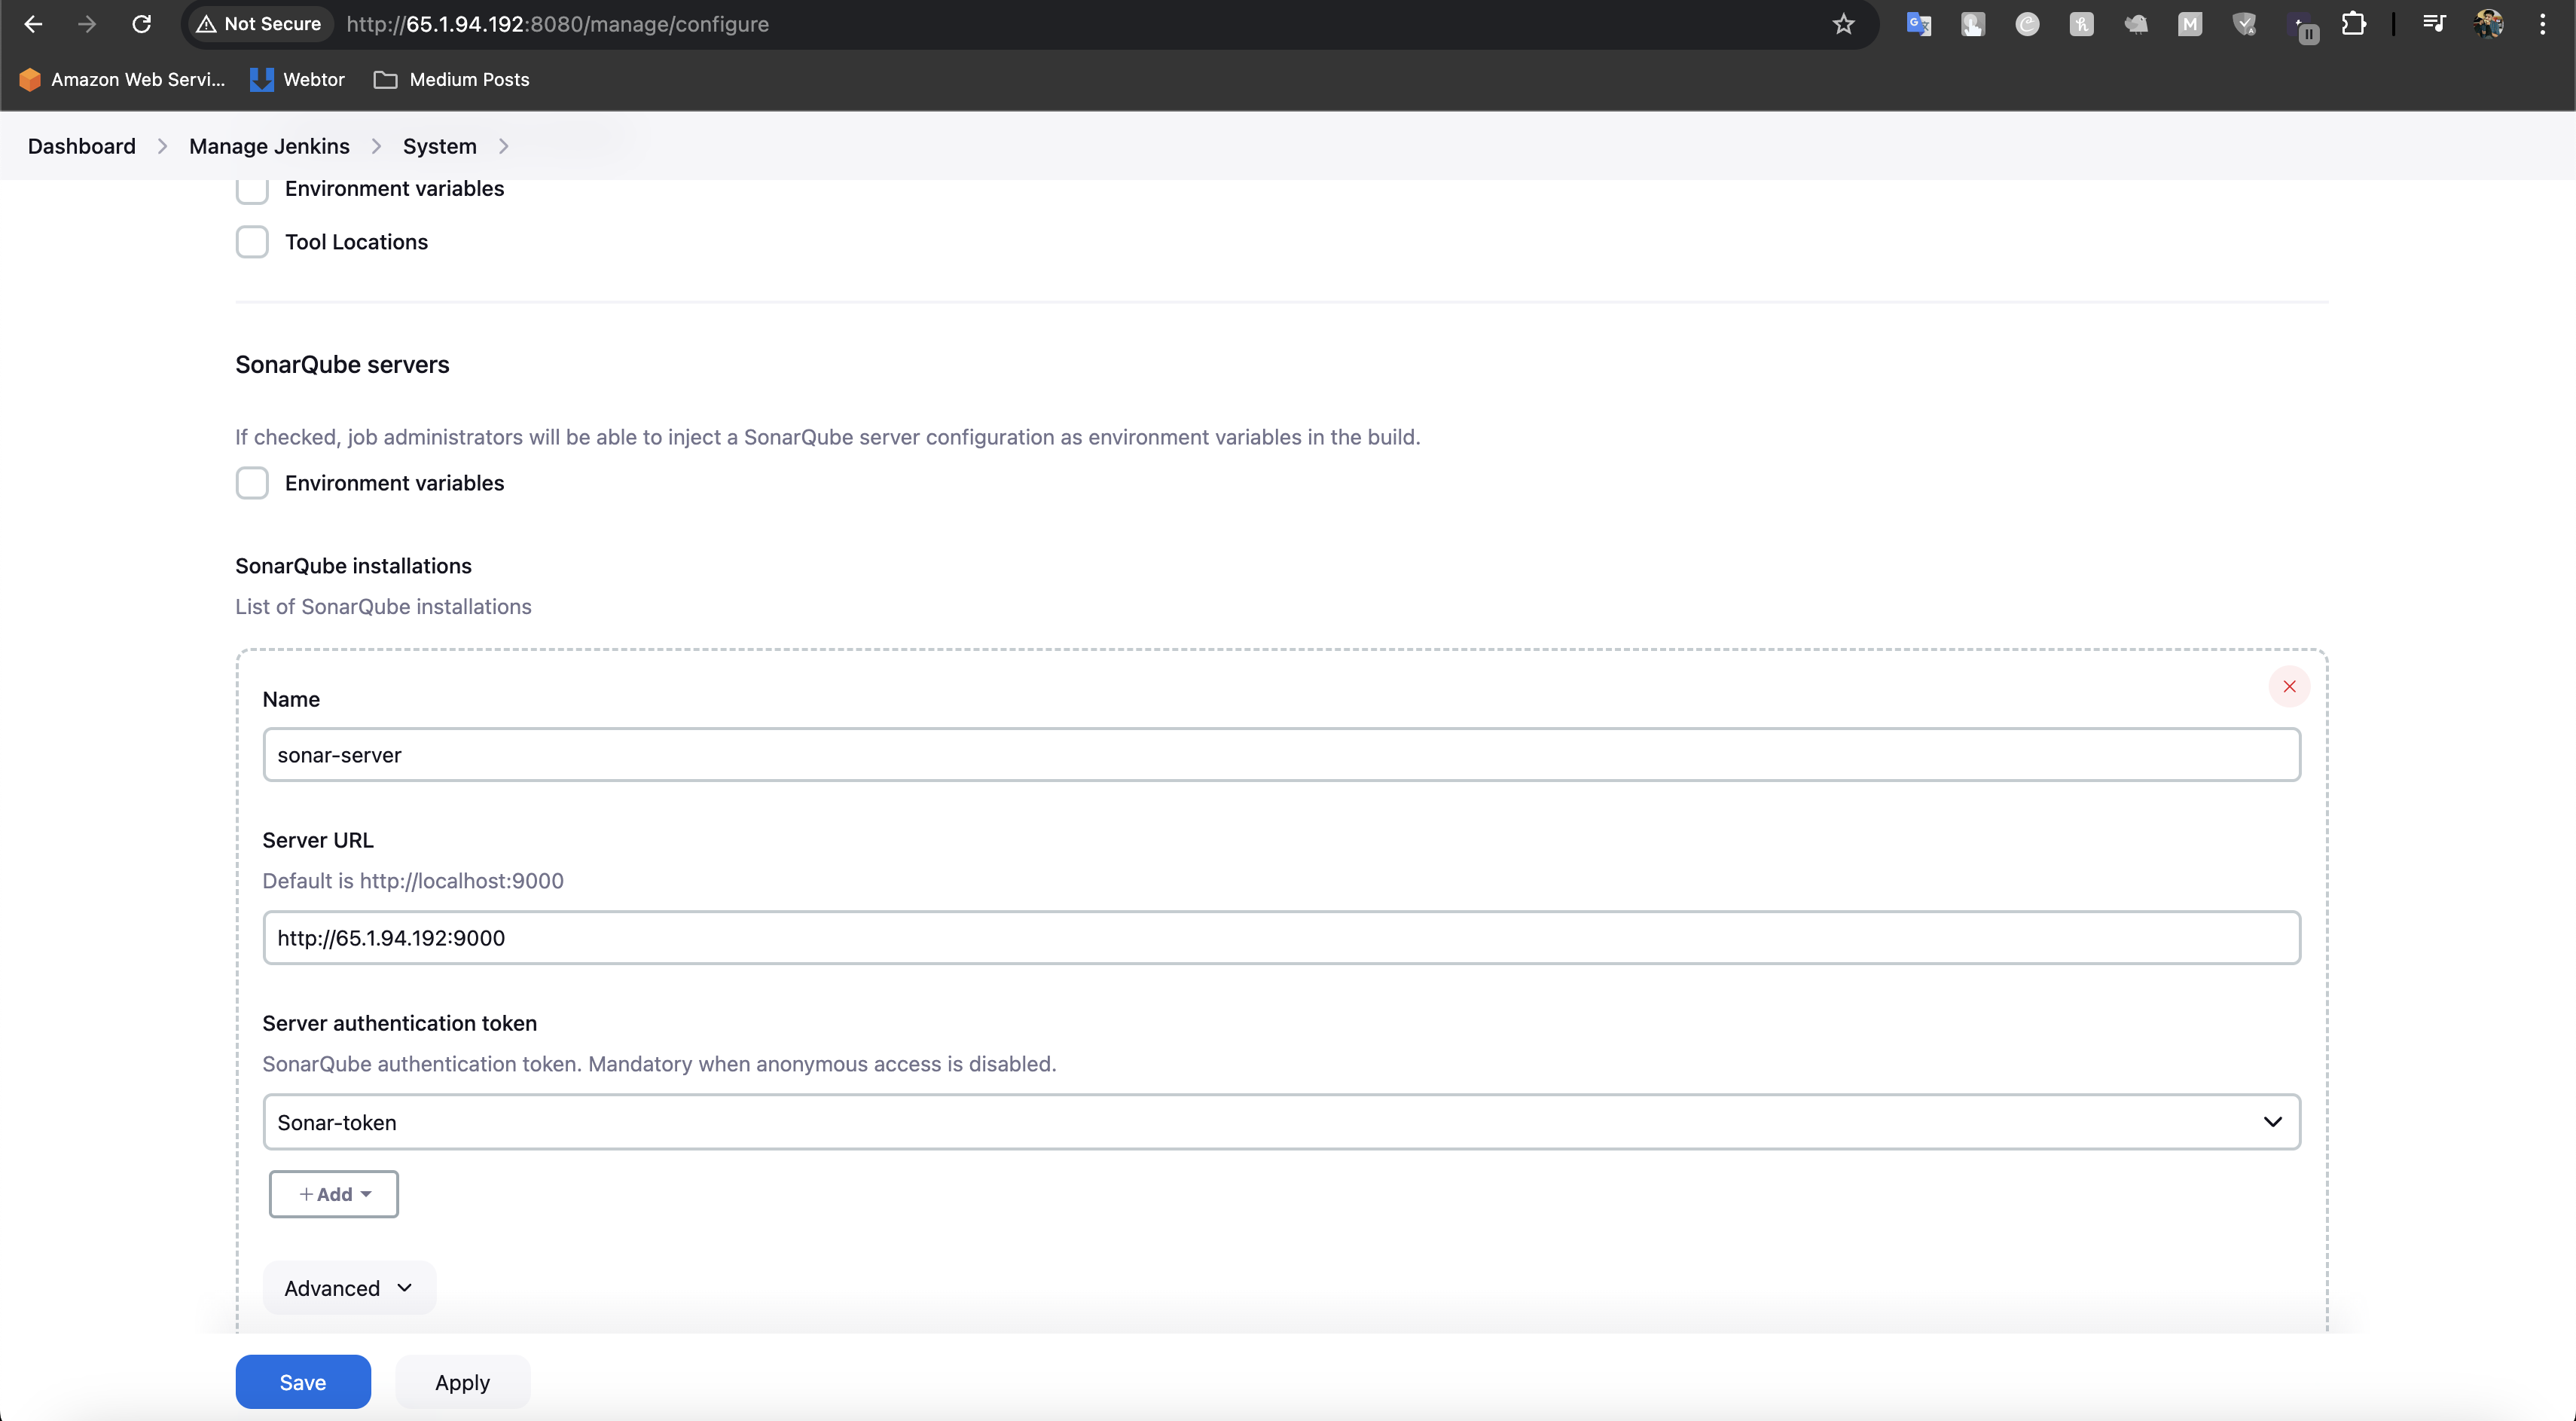 Not Secure http://65.1.94.192:8080/manage/configure
Amazon Web Servi... Webtor Medium Posts
Dashboard Manage Jenkins System
Environment variables
Tool Locations
SonarQube servers
If checked, job administrators will be able to inject a SonarQube server configuration as environment variables in the build.
Environment variables
SonarQube installations
List of SonarQube installations
Name
sonar-server
Server URL
Default is http://localhost:9000
http://65.1.94.192:9000
Server authentication token
SonarQube authentication token. Mandatory when anonymous access is disabled.
Sonar-token
+ Add
Advanced
Save Apply